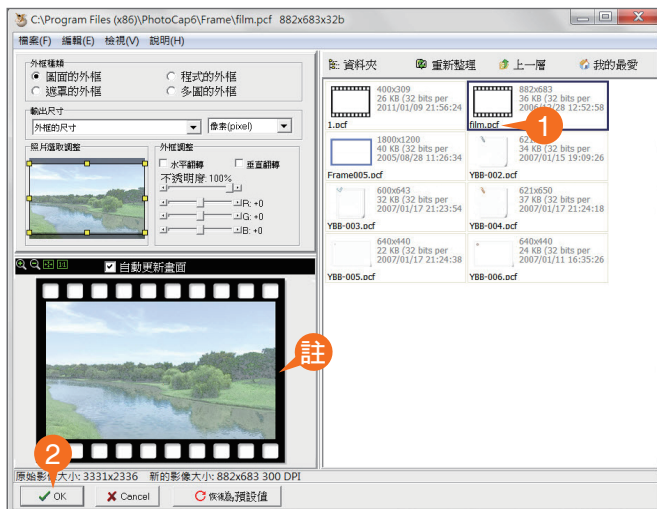 C:\Program Files (x86)\PhotoCap6\Frame\film.pcf 882x683x32b
檔案(F) 編輯(E) 檢視(V) 說明(H)
外框種類
圖面的外框 程式的外框
遮罩的外框 多圖的外框
輸出尺寸
外框的尺寸 像素(pixel)
照片選取調整 外框調整
水平翻轉 垂直翻轉
不透明度: 100%
R: +0
G: +0
B: +0
自動更新畫面
註
原始影像大小: 3331x2336 新的影像大小: 882x683 300 DPI
2
OK Cancel 恢復為預設值
資料夾 重新整理 上一層 我的最愛
400x309
26 KB (32 bits per
2011/01/09 21:56:24
1.pcf
882x683
36 KB (32 bits per
2006/12/28 12:52:58
film.pcf
1
1800x1200
40 KB (32 bits per
2005/08/28 11:26:34
Frame005.pcf
34 KB (32 bits per
2007/01/15 19:09:26
YBB-002.pcf
600x643
32 KB (32 bits per
2007/01/17 21:23:54
YBB-003.pcf
621x650
37 KB (32 bits per
2007/01/17 21:24:18
YBB-004.pcf
640x440
22 KB (32 bits per
2007/01/17 21:24:38
YBB-005.pcf
640x440
24 KB (32 bits per
2007/01/11 16:35:26
YBB-006.pcf